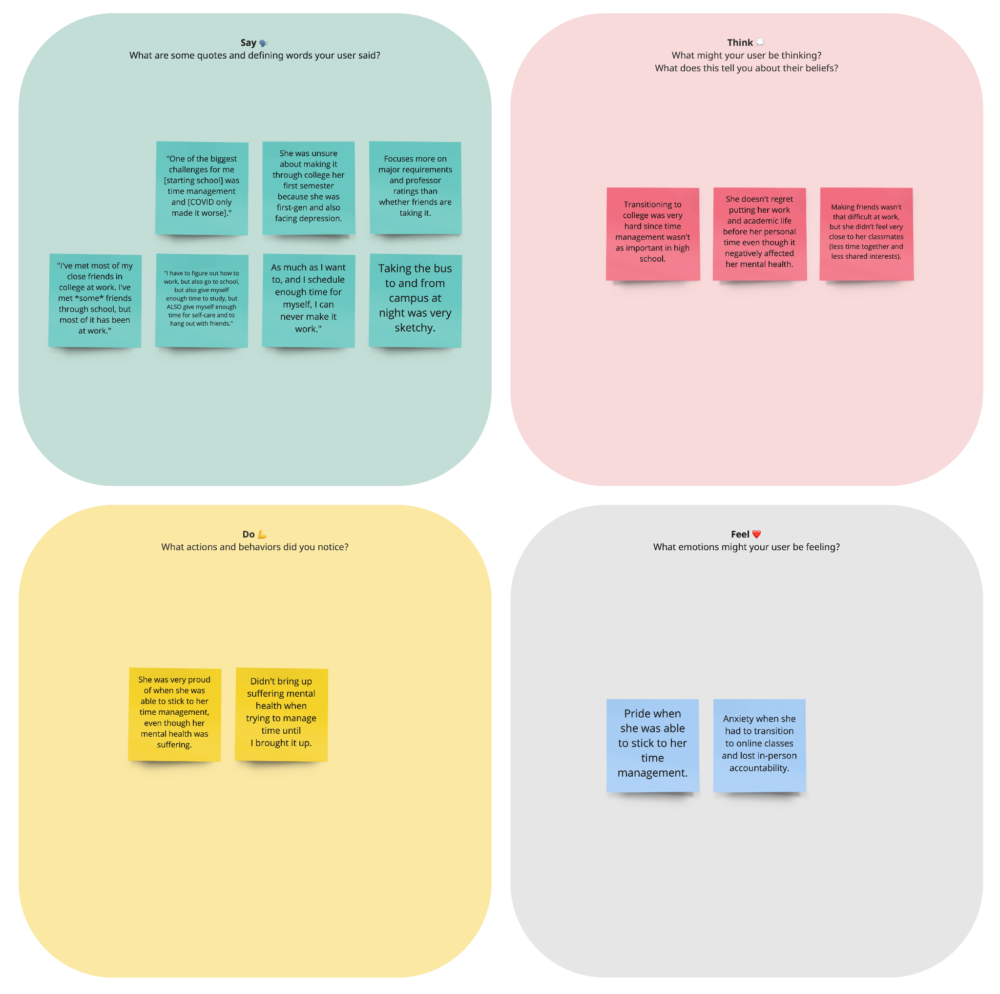 Say 🗣️
What are some quotes and defining words your user said?
"One of the biggest
challenges for me
[starting school] was
time management
and [COVID only
made it worse]."
She was unsure
about making it
through college her
first semester
because she was
first-gen and also
facing depression.
Focuses more on
major requirements
and professor
ratings than
whether friends are
taking it.
"I've met most of my
close friends in
college at work. I've
met *some* friends
through school, but
most of it has been
at work."
"I have to figure out how to
work, but also go to school,
but also give myself
enough time to study, but
ALSO give myself enough
time for self-care and to
hang out with friends."
As much as I want
to, and I schedule
enough time for
myself, I can
never make it
work."
Taking the bus
to and from
campus at
night was very
sketchy.
Think 💭
What might your user be thinking?
What does this tell you about their beliefs?
Transitioning to
college was very
hard since time
management wasn't
as important in high
school.
She doesn't regret
putting her work
and academic life
before her personal
time even though it
negatively affected
her mental health.
Making friends wasn't
that difficult at work,
but she didn't feel very
close to her classmates
(less time together and
less shared interests).
Do 💪
What actions and behaviors did you notice?
She was very proud
of when she was
able to stick to her
time management,
even though her
mental health was
suffering.
Didn't bring up
suffering mental
health when
trying to manage
time until
I brought it up.
Feel ❤️
What emotions might your user be feeling?
Pride when
she was able
to stick to her
time
management.
Anxiety when she
had to transition
to online classes
and lost in-person
accountability.